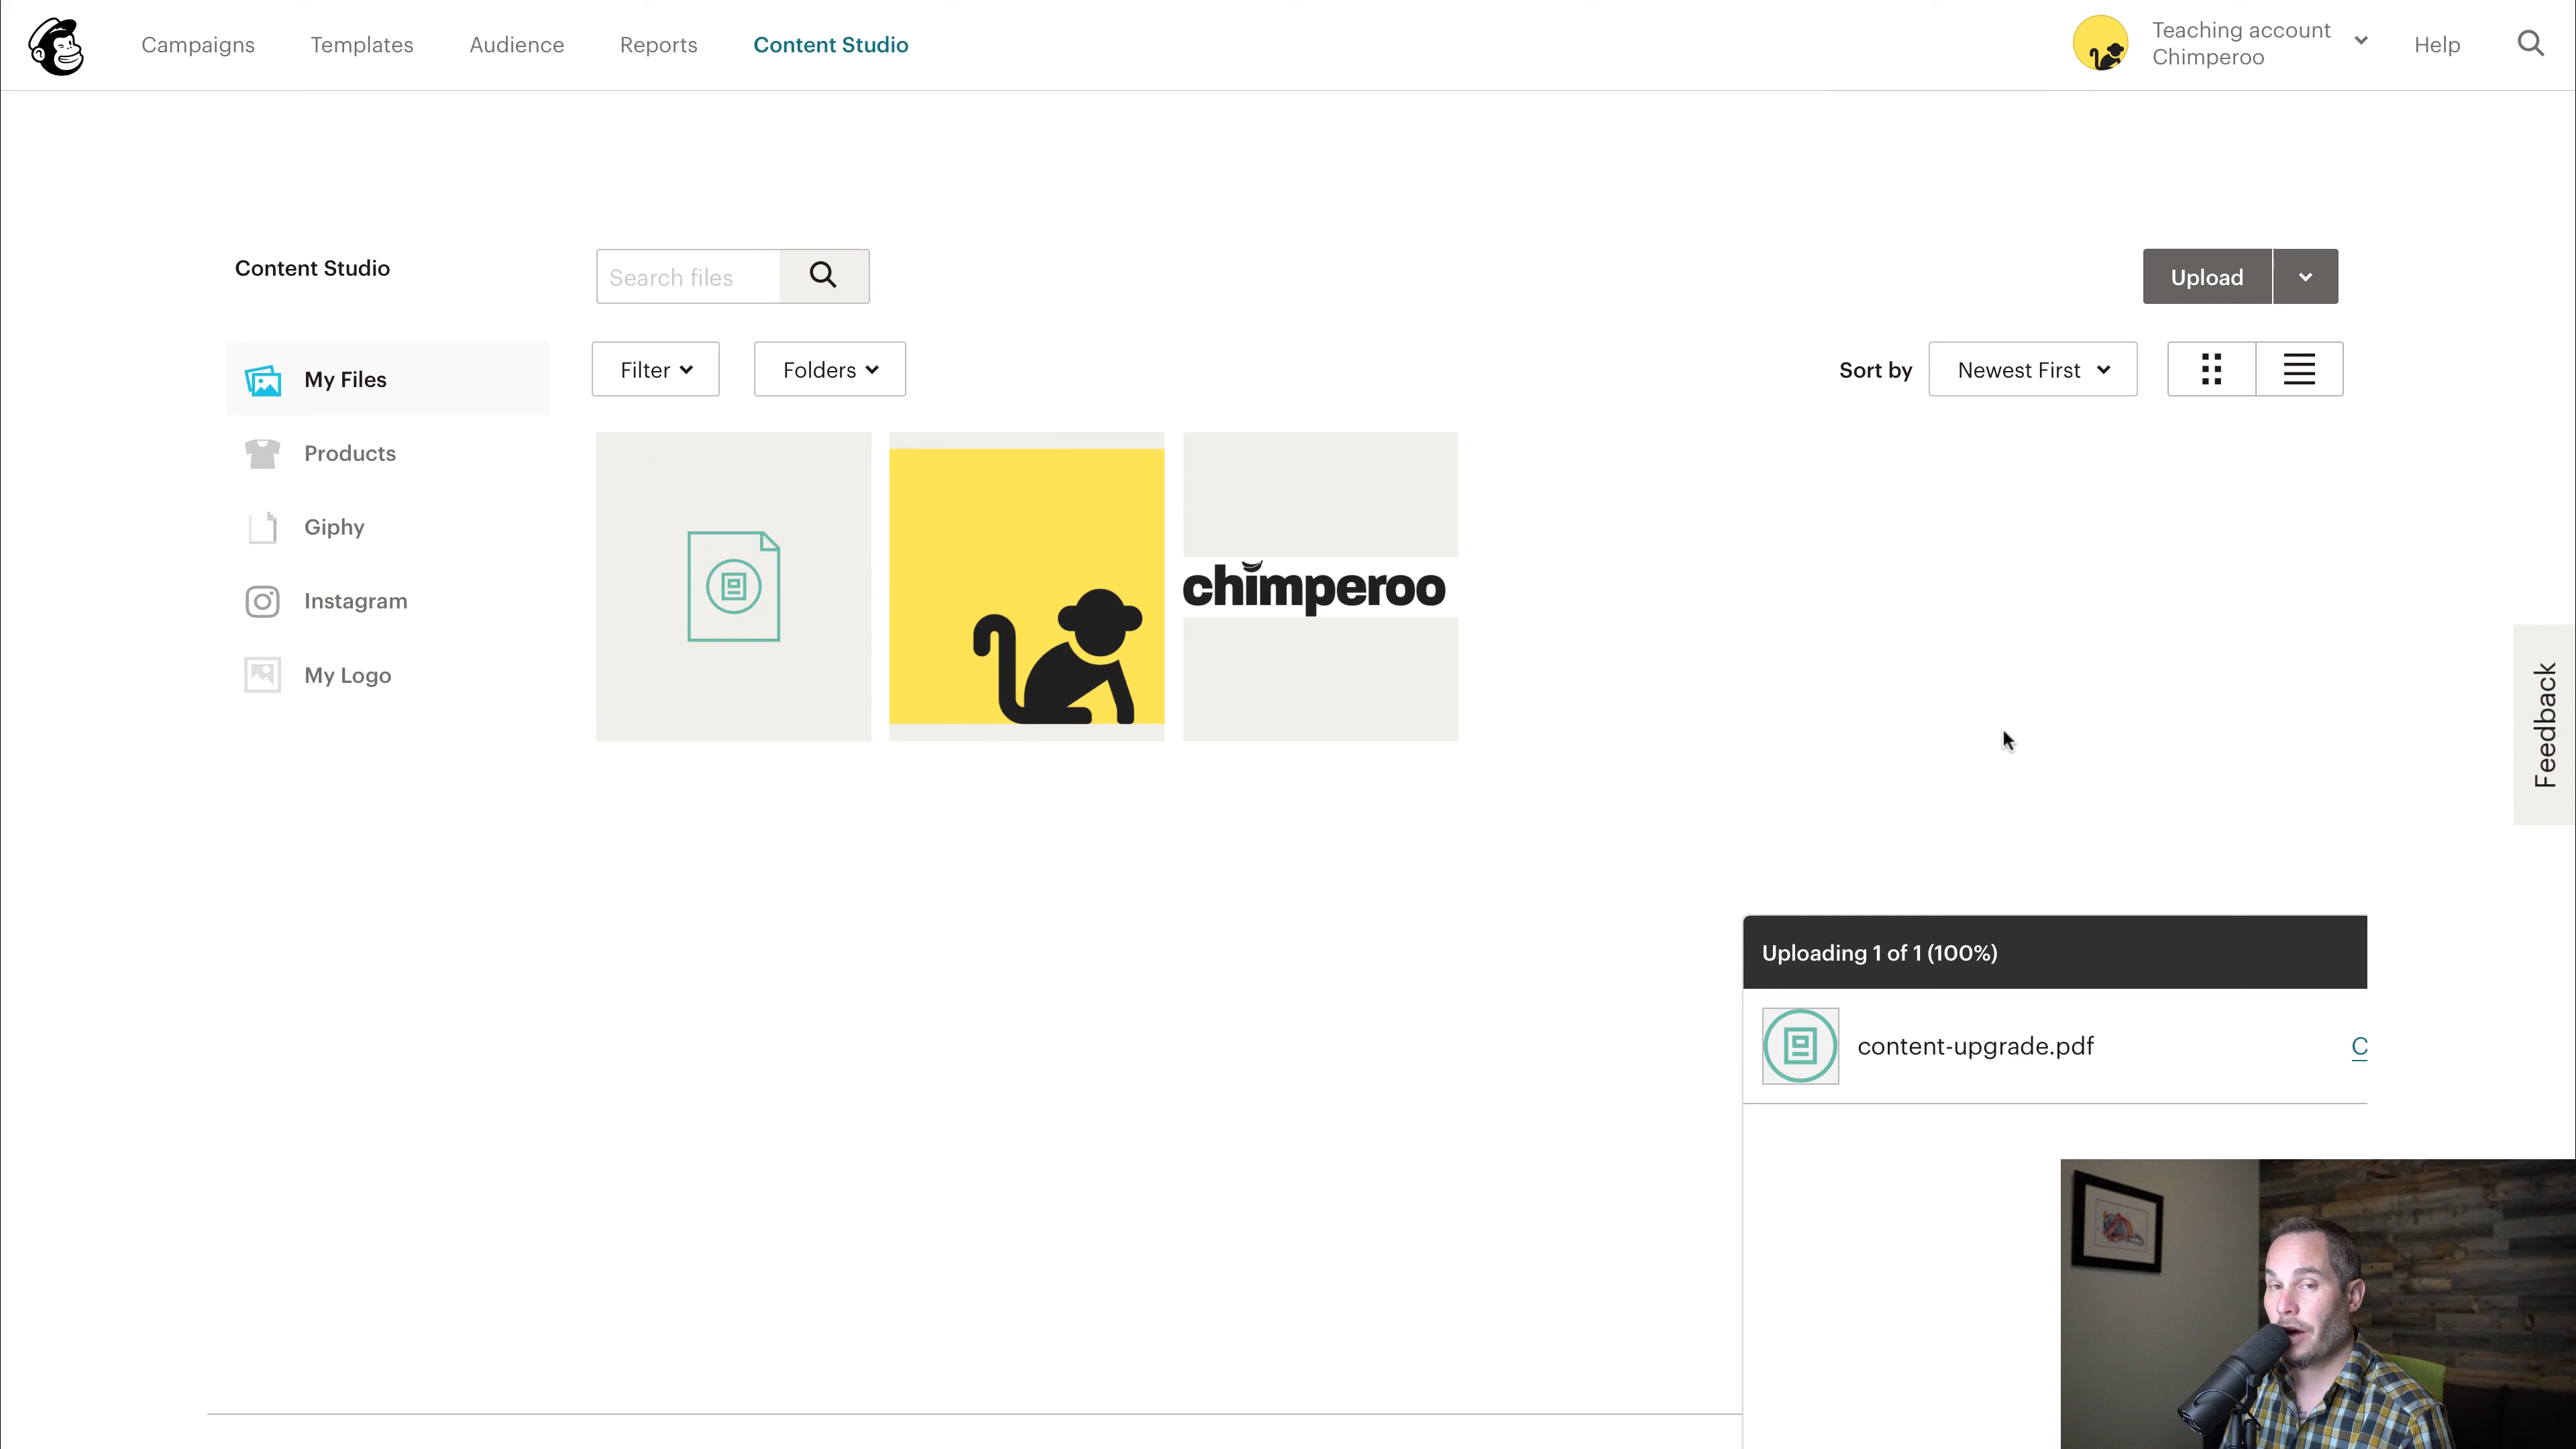 Campaigns
Templates
Audience
Reports
Content Studio
Teaching account
Chimperoo
Help
Content Studio
Search files
Upload
My Files
Filter
Folders
Sort by
Newest First
Products
Giphy
Instagram
My Logo
chimperoo
Feedback
Uploading 1 of 1 (100%)
content-upgrade.pdf
C